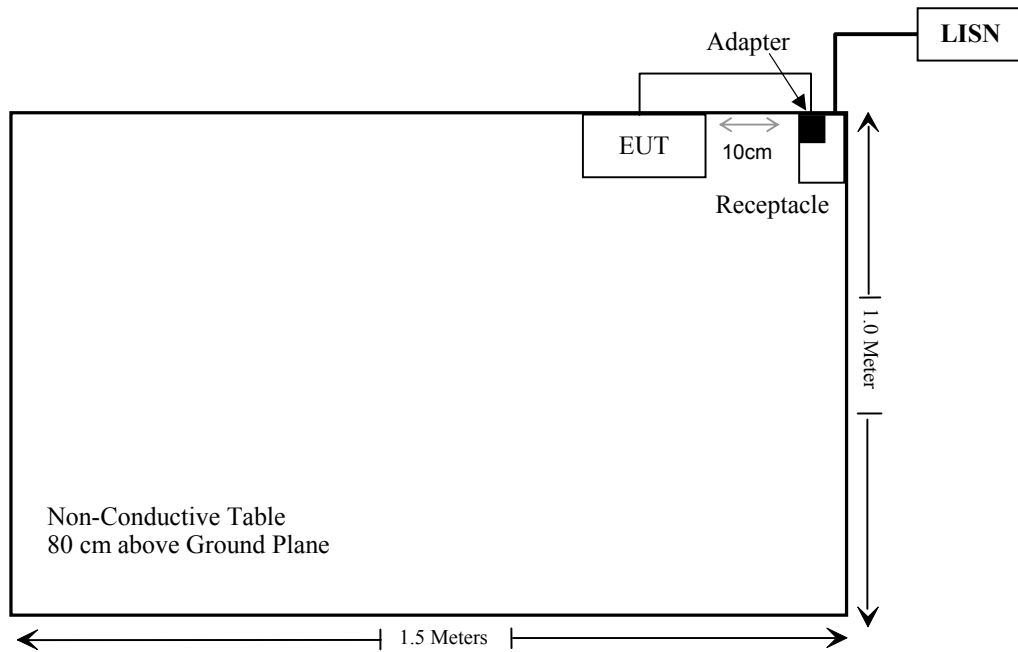 LISN
Adapter
EUT
10cm
Receptacle
1.0 Meter
Non-Conductive Table
80 cm above Ground Plane
1.5 Meters